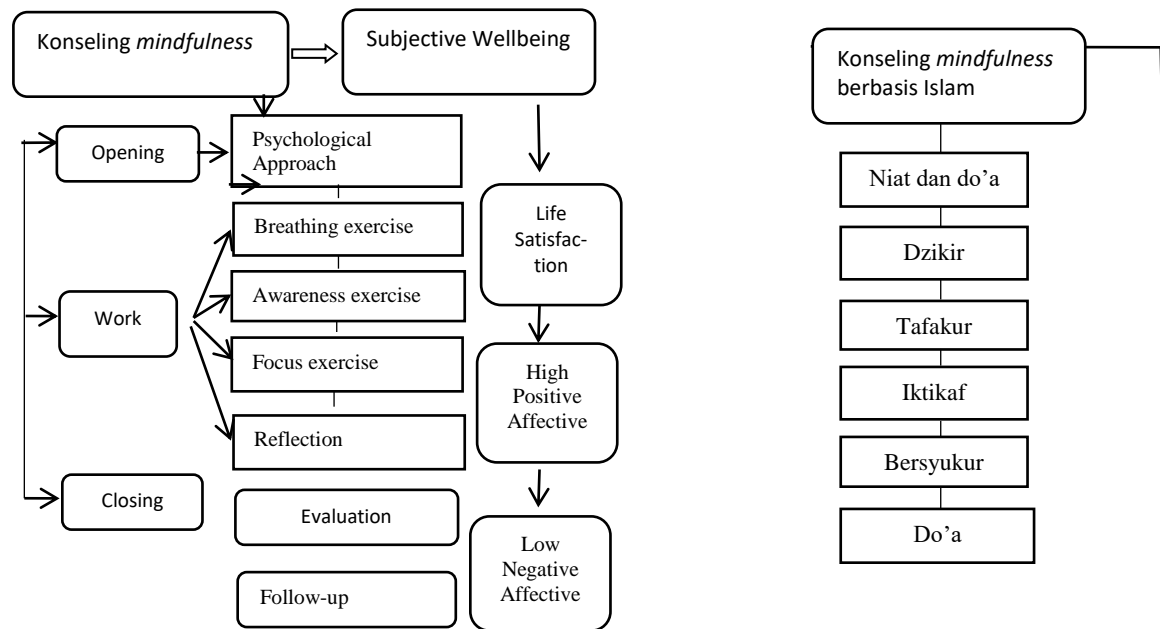 Konseling mindfulness
Subjective Wellbeing
Opening
Psychological
Approach
Breathing exercise
Work
Awareness exercise
Focus exercise
Reflection
Closing
Evaluation
Follow-up
Life
Satisfac-
tion
High
Positive
Affective
Low
Negative
Affective
Konseling mindfulness
berbasis Islam
Niat dan do’a
Dzikir
Tafakur
Iktikaf
Bersyukur
Do’a